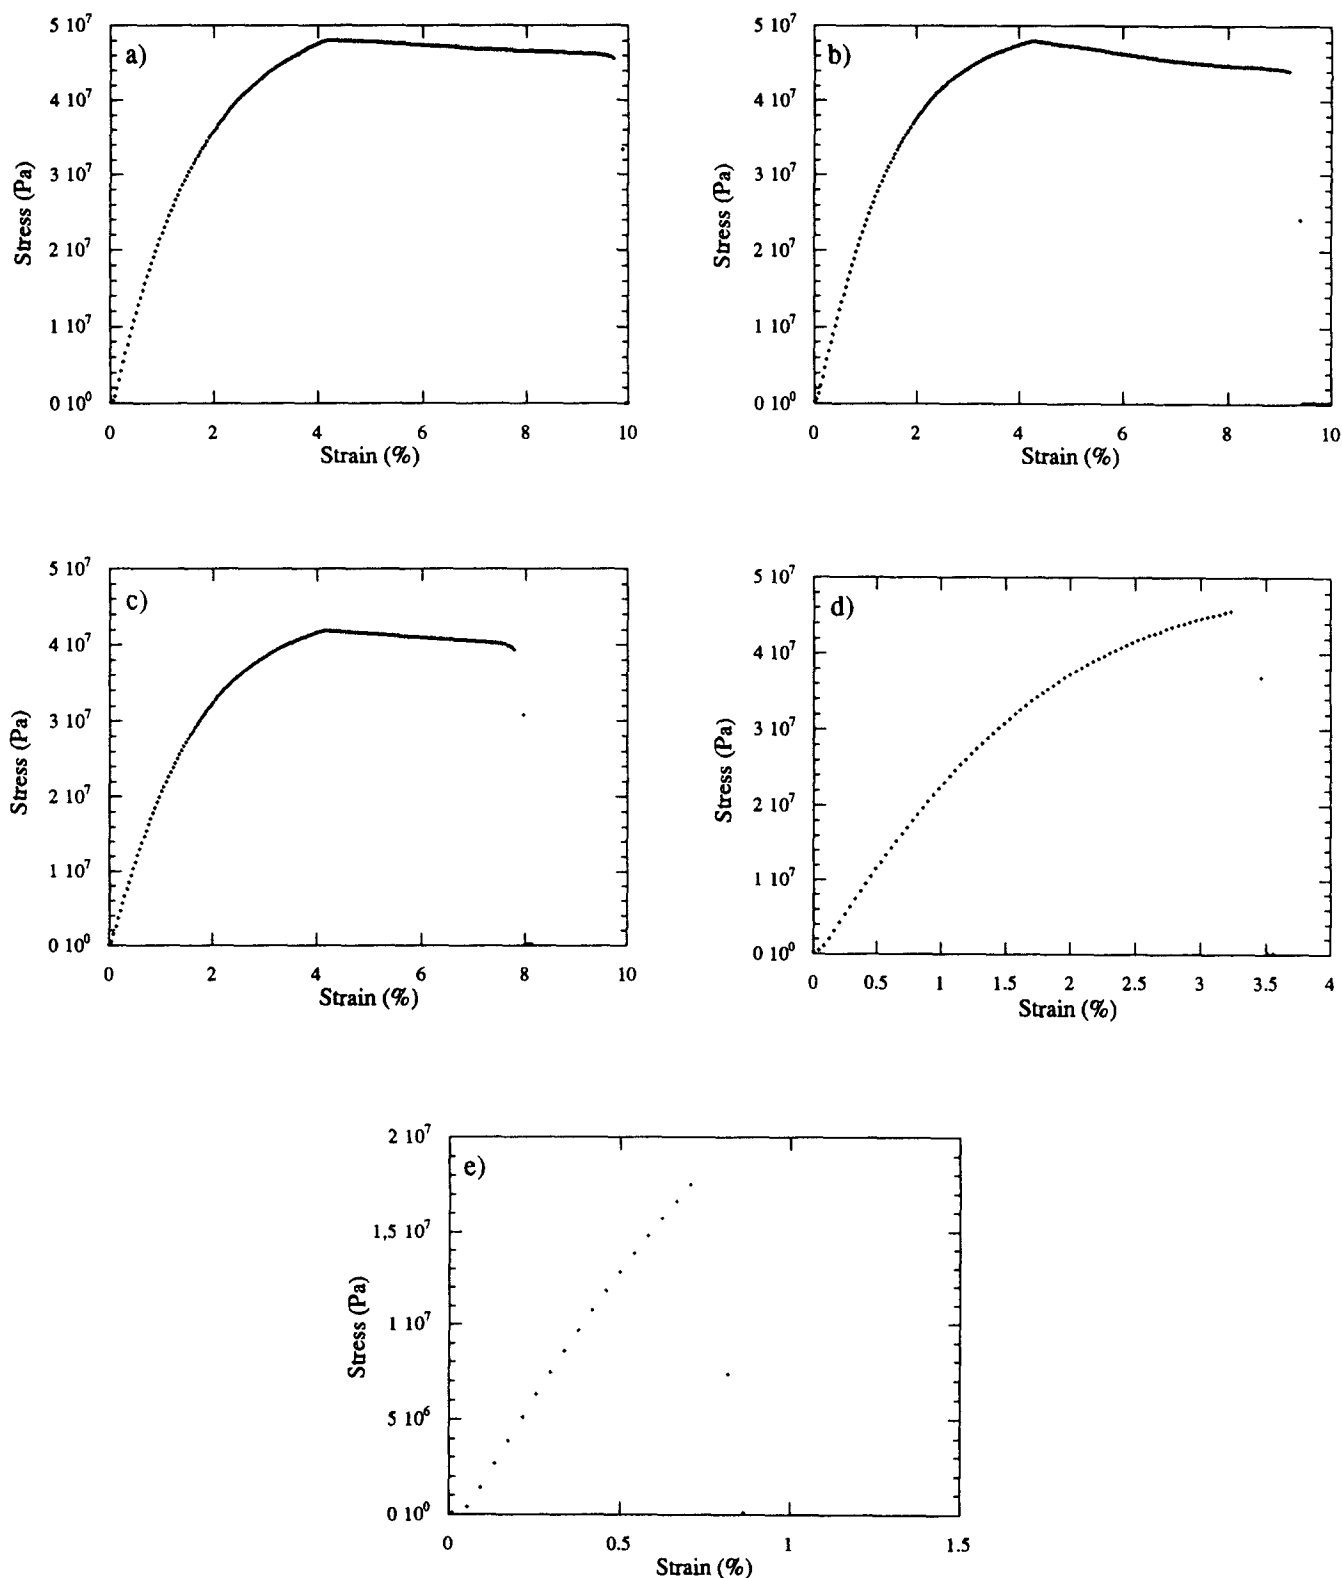 a)
5 10⁷
4 10⁷
3 10⁷
2 10⁷
1 10⁷
0 10⁰
Stress (Pa)
0 2 4 6 8 10
Strain (%)
b)
5 10⁷
4 10⁷
3 10⁷
2 10⁷
1 10⁷
0 10⁰
Stress (Pa)
0 2 4 6 8 10
Strain (%)
c)
5 10⁷
4 10⁷
3 10⁷
2 10⁷
1 10⁷
0 10⁰
Stress (Pa)
0 2 4 6 8 10
Strain (%)
d)
5 10⁷
4 10⁷
3 10⁷
2 10⁷
1 10⁷
0 10⁰
Stress (Pa)
0 0.5 1 1.5 2 2.5 3 3.5 4
Strain (%)
e)
2 10⁷
1,5 10⁷
1 10⁷
5 10⁶
0 10⁰
Stress (Pa)
0 0.5 1 1.5
Strain (%)